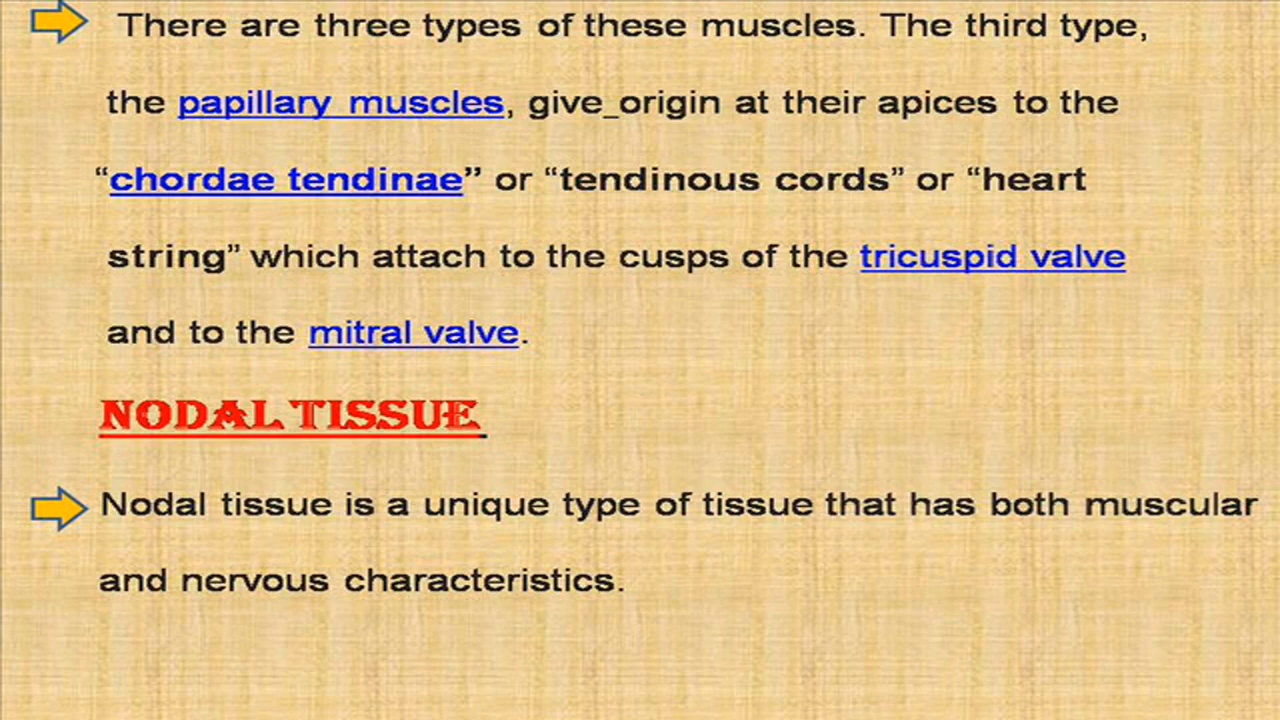 There are three types of these muscles. The third type,
the papillary muscles, give_origin at their apices to the
“chordae tendinae” or “tendinous cords” or “heart
string” which attach to the cusps of the tricuspid valve
and to the mitral valve.
NODAL TISSUE
Nodal tissue is a unique type of tissue that has both muscular
and nervous characteristics.